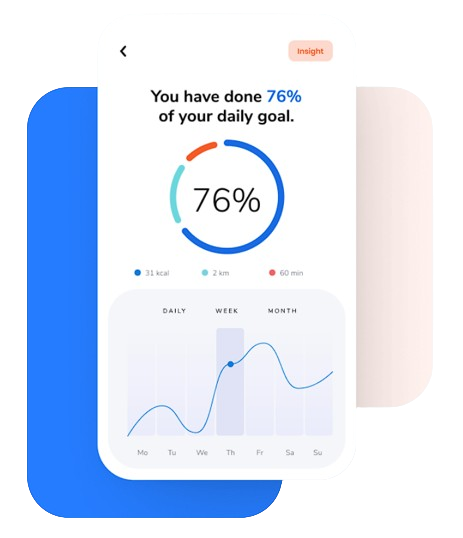 Insight
You have done 76%
of your daily goal.
76%
31 kcal 2 km 60 min
DAILY WEEK MONTH
Mo Tu We Th Fr Sa Su